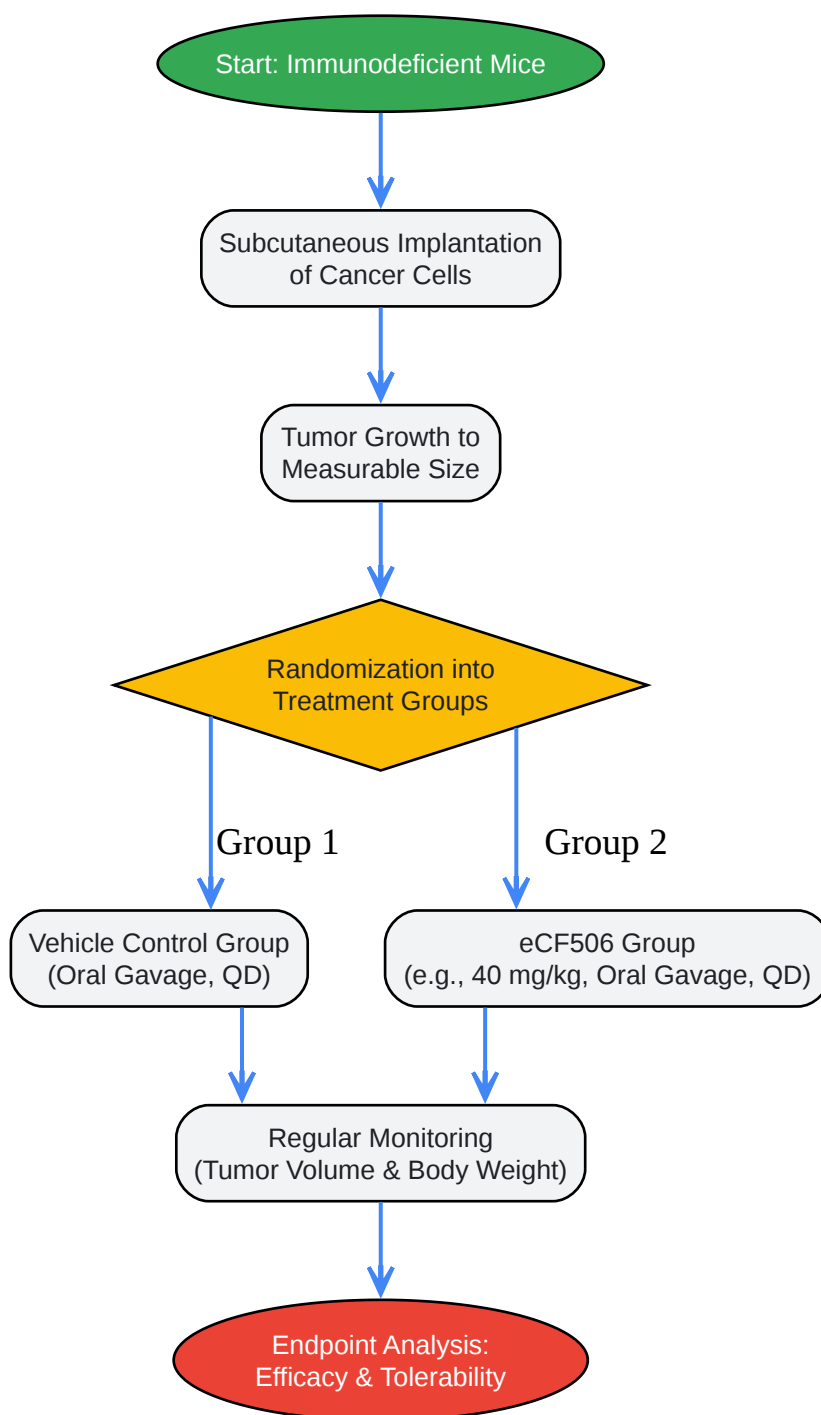 Start: Immunodeficient Mice
Subcutaneous Implantation
of Cancer Cells
Tumor Growth to
Measurable Size
Randomization into
Treatment Groups
Group 1
Group 2
Vehicle Control Group
(Oral Gavage, QD)
eCF506 Group
(e.g., 40 mg/kg, Oral Gavage, QD)
Regular Monitoring
(Tumor Volume & Body Weight)
Endpoint Analysis:
Efficacy & Tolerability